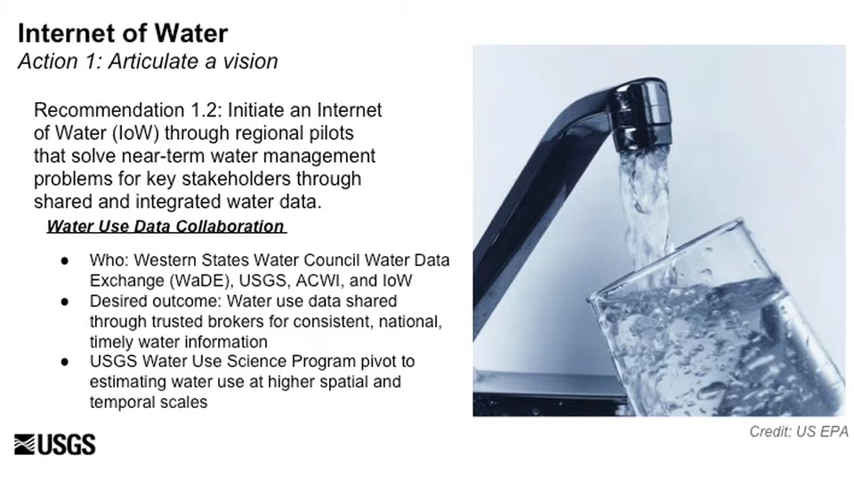 Internet of Water
Action 1: Articulate a vision
Recommendation 1.2: Initiate an Internet
of Water (IoW) through regional pilots
that solve near-term water management
problems for key stakeholders through
shared and integrated water data.
Water Use Data Collaboration
● Who: Western States Water Council Water Data
Exchange (WaDE), USGS, ACWI, and IoW
● Desired outcome: Water use data shared
through trusted brokers for consistent, national,
timely water information
● USGS Water Use Science Program pivot to
estimating water use at higher spatial and
temporal scales
USGS
Credit: US EPA